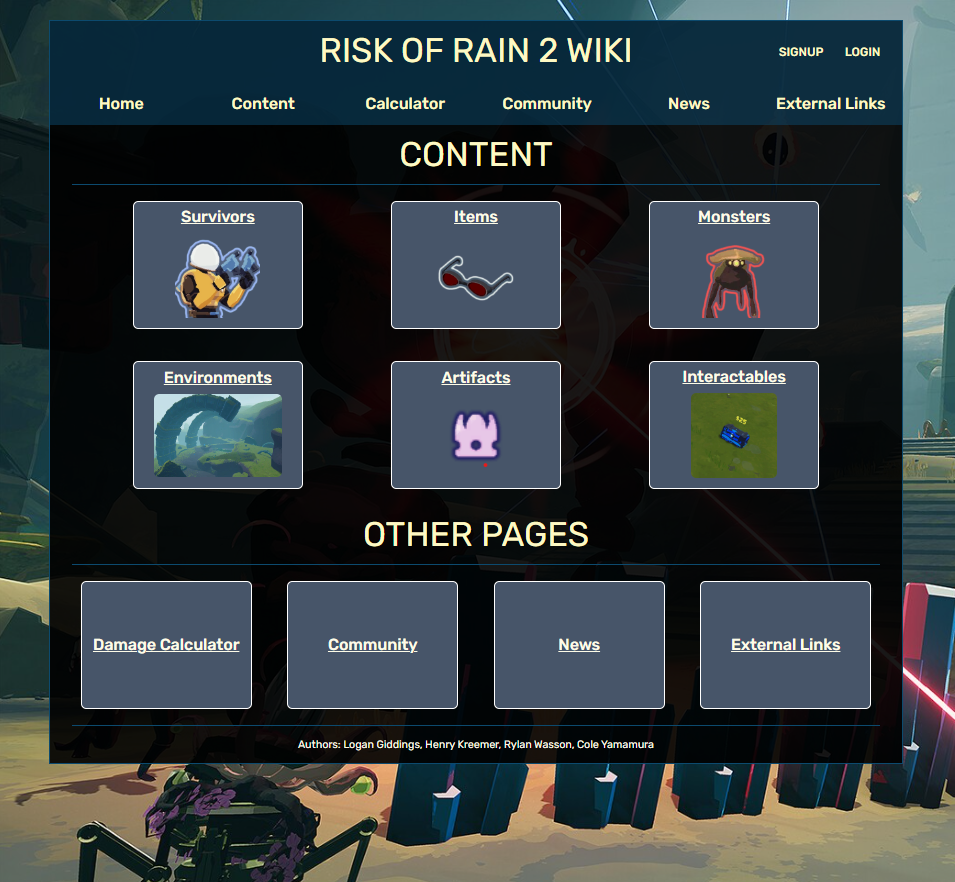 RISK OF RAIN 2 WIKI
SIGNUP LOGIN
Home Content Calculator Community News External Links
CONTENT
Survivors Items Monsters
Environments Artifacts Interactables
$25
OTHER PAGES
Damage Calculator Community News External Links
Authors: Logan Giddings, Henry Kreemer, Rylan Wasson, Cole Yamamura